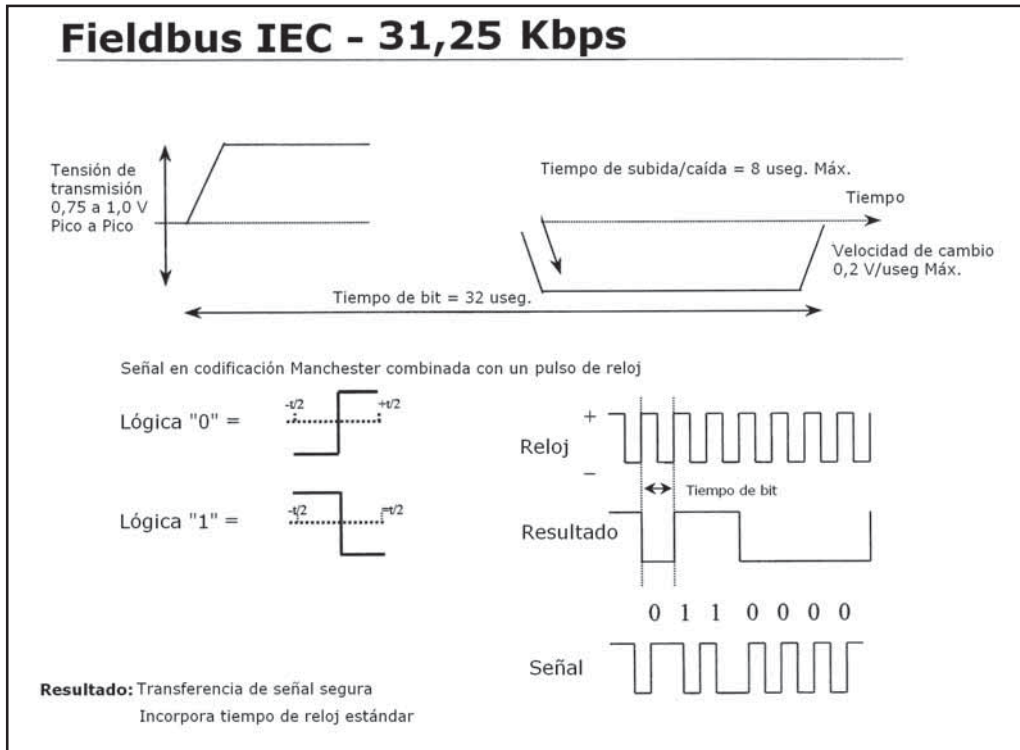 Fieldbus IEC - 31,25 Kbps
Tensión de
transmisión
0,75 a 1,0 V
Pico a Pico
Tiempo de subida/caída = 8 useg. Máx.
Tiempo
Velocidad de cambio
0,2 V/useg Máx.
Tiempo de bit = 32 useg.
Señal en codificación Manchester combinada con un pulso de reloj
Lógica "0" =
-t/2
+t/2
Lógica "1" =
-t/2
=t/2
+
Reloj
–
Tiempo de bit
Resultado
0 1 1 0 0 0 0
Señal
Resultado: Transferencia de señal segura
Incorpora tiempo de reloj estándar